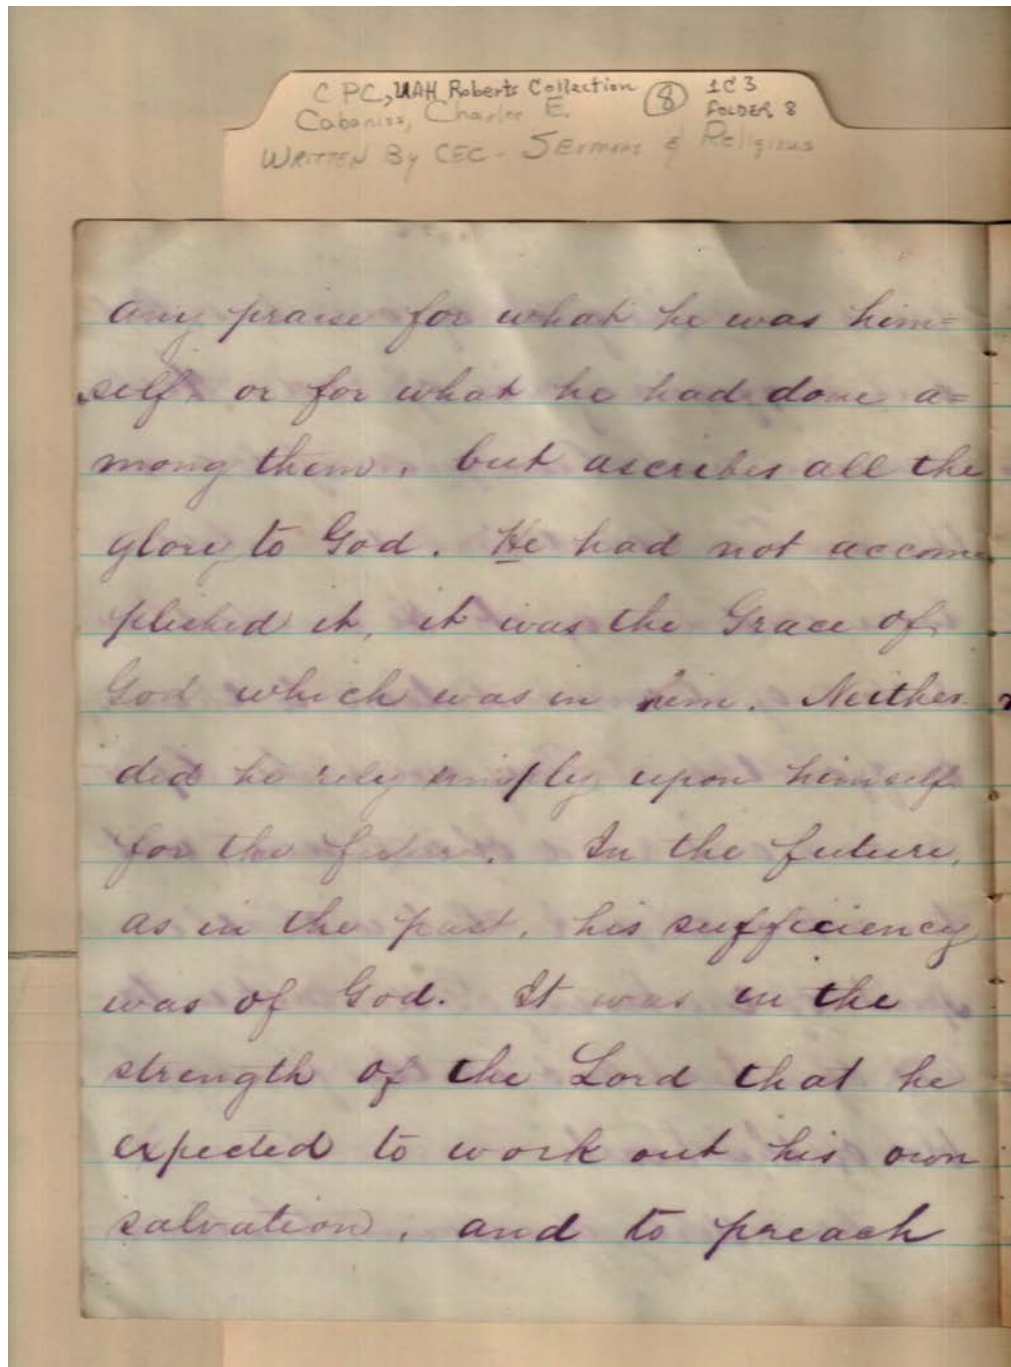 CPC, UAH Roberts Collection (8) 1C3
Cabaniss, Charles E. FOLDER 8
WRITTEN By CEC - SErmons & Religious
any praise for what he was him=
self, or for what he had done a=
mong them, but ascribes all the
glory to God. He had not accom
plished it, it was the Grace of
God which was in him. Neither
did he rely simply upon himself
for the future. In the future,
as in the past, his sufficiency
was of God. It was in the
strength of the Lord that he
expected to work out his own
salvation, and to preach